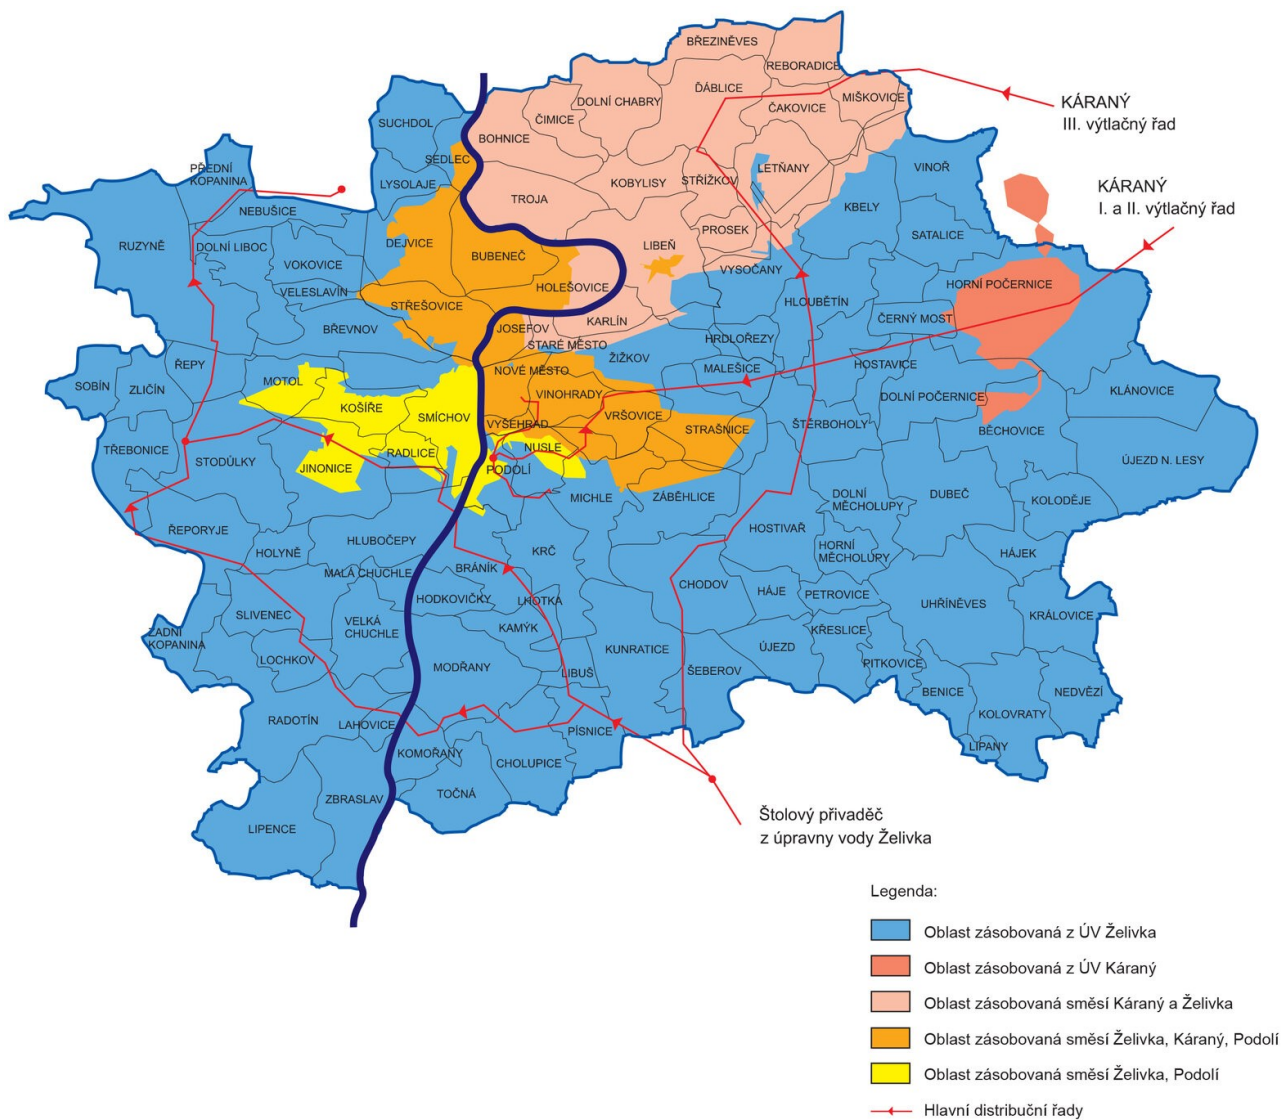 BŘEZINĚVES
REBORADICE
ĎÁBLICE
MIŠKOVICE
DOLNÍ CHABRY
ČAKOVICE
KÁRANÝ
III. výtlačný řad
SUCHDOL
ČIMICE
BOHNICE
SEDLEC
PŘEDNÍ
KOPANINA
LETŇANY
VINOŘ
LYSOLAJE
KOBYLISY
STŘÍŽKOV
KÁRANÝ
I. a II. výtlačný řad
TROJA
NEBUŠICE
KBELY
RUZYNĚ
DOLNÍ LIBOC
DEJVICE
PROSEK
SATALICE
LIBEŇ
BUBENEČ
VOKOVICE
VYSOČANY
HOLEŠOVICE
HORNÍ POČERNICE
VELESLAVÍN
STŘEŠOVICE
HLOUBĚTÍN
ČERNÝ MOST
KARLÍN
BŘEVNOV
JOSEFOV
STARÉ MĚSTO
HRDLOŘEZY
ŽIŽKOV
ŘEPY
NOVÉ MĚSTO
MALEŠICE
HOSTAVICE
SOBÍN
ZLIČÍN
MOTOL
VINOHRADY
DOLNÍ POČERNICE
KLÁNOVICE
KOŠÍŘE
SMÍCHOV
VRŠOVICE
VYŠEHRAD
STRAŠNICE
ŠTERBOHOLY
BĚCHOVICE
TŘEBONICE
RADLICE
NUSLE
STODŮLKY
JINONICE
PODOLÍ
ÚJEZD N. LESY
MICHLE
ZÁBĚHLICE
DOLNÍ
MĚCHOLUPY
DUBEČ
KOLODĚJE
ŘEPORYJE
HOSTIVAŘ
HLUBOČEPY
HOLYNĚ
KRČ
HORNÍ
MĚCHOLUPY
HÁJEK
MALÁ CHUCHLE
BRÁNÍK
CHODOV
HÁJE
PETROVICE
HODKOVIČKY
LHOTKA
UHŘÍNĚVES
SLIVENEC
VELKÁ
CHUCHLE
KAMÝK
KRÁLOVICE
ZADNÍ
KOPANINA
KŘESLICE
KUNRATICE
ÚJEZD
LOCHKOV
MODŘANY
LIBUŠ
ŠEBEROV
PITKOVICE
BENICE
NEDVĚZÍ
RADOTÍN
LAHOVICE
PÍSNICE
KOLOVRATY
KOMOŘANY
LIPANY
CHOLUPICE
ZBRASLAV
TOČNÁ
LIPENCE
Štolový přivaděč
z úpravny vody Želivka
Legenda:
Oblast zásobovaná z ÚV Želivka
Oblast zásobovaná z ÚV Káraný
Oblast zásobovaná směsí Káraný a Želivka
Oblast zásobovaná směsí Želivka, Káraný, Podolí
Oblast zásobovaná směsí Želivka, Podolí
Hlavní distribuční řady